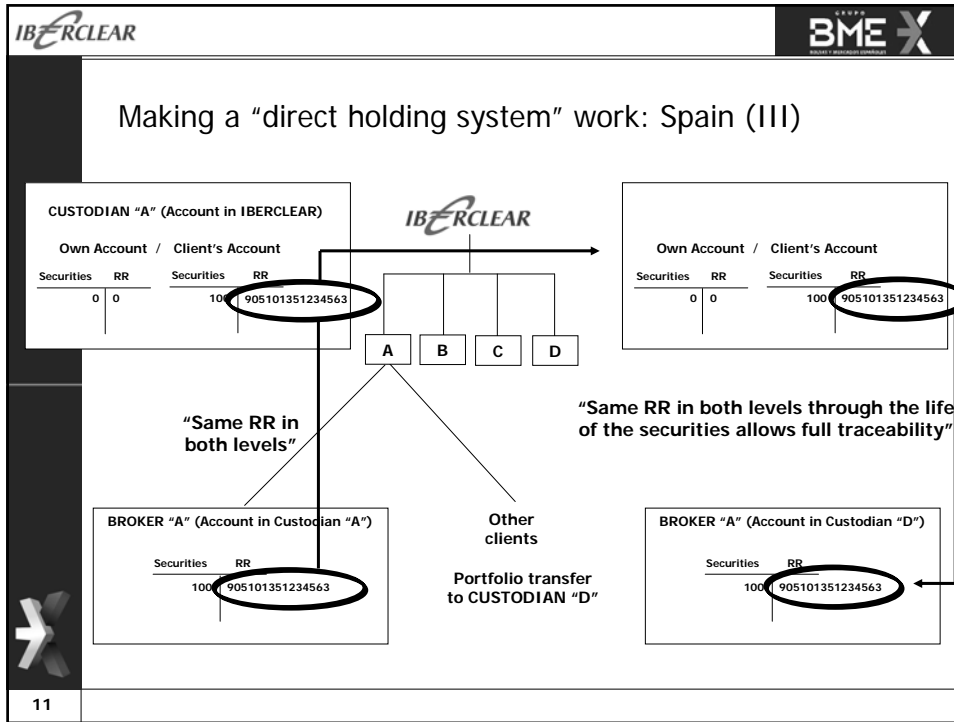 IBERCLEAR
GRUPO
BME X
BOLSAS Y MERCADOS ESPAÑOLES
Making a “direct holding system” work: Spain (III)
CUSTODIAN “A” (Account in IBERCLEAR)
Own Account / Client's Account
Securities RR Securities RR
0 0 100 905101351234563
IBERCLEAR
A B C D
Own Account / Client's Account
Securities RR Securities RR
0 0 100 905101351234563
“Same RR in
both levels”
“Same RR in both levels through the life
of the securities allows full traceability”
BROKER “A” (Account in Custodian “A”)
Securities RR
100 905101351234563
Other
clients
Portfolio transfer
to CUSTODIAN “D”
BROKER “A” (Account in Custodian “D”)
Securities RR
100 905101351234563
11